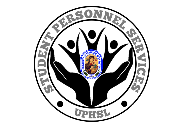 STUDENT PERSONNEL SERVICES
UPHSL